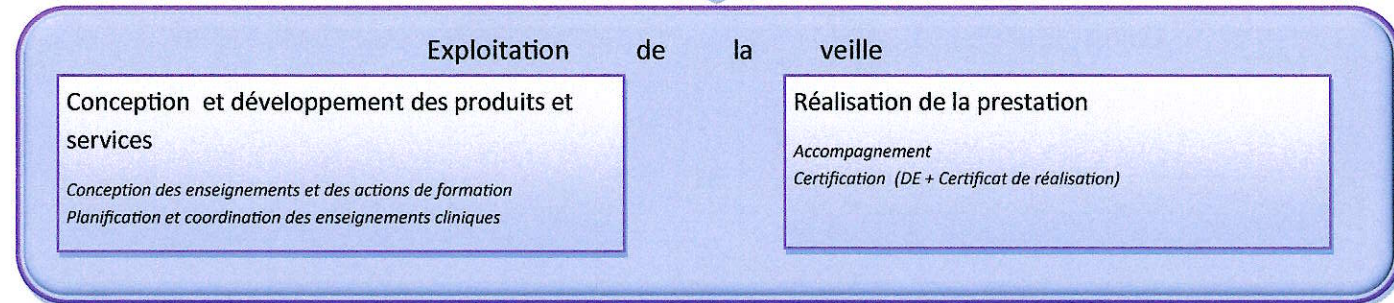 Exploitation de la veille
Conception et développement des produits et
services
Conception des enseignements et des actions de formation
Planification et coordination des enseignements cliniques
Réalisation de la prestation
Accompagnement
Certification (DE + Certificat de réalisation)